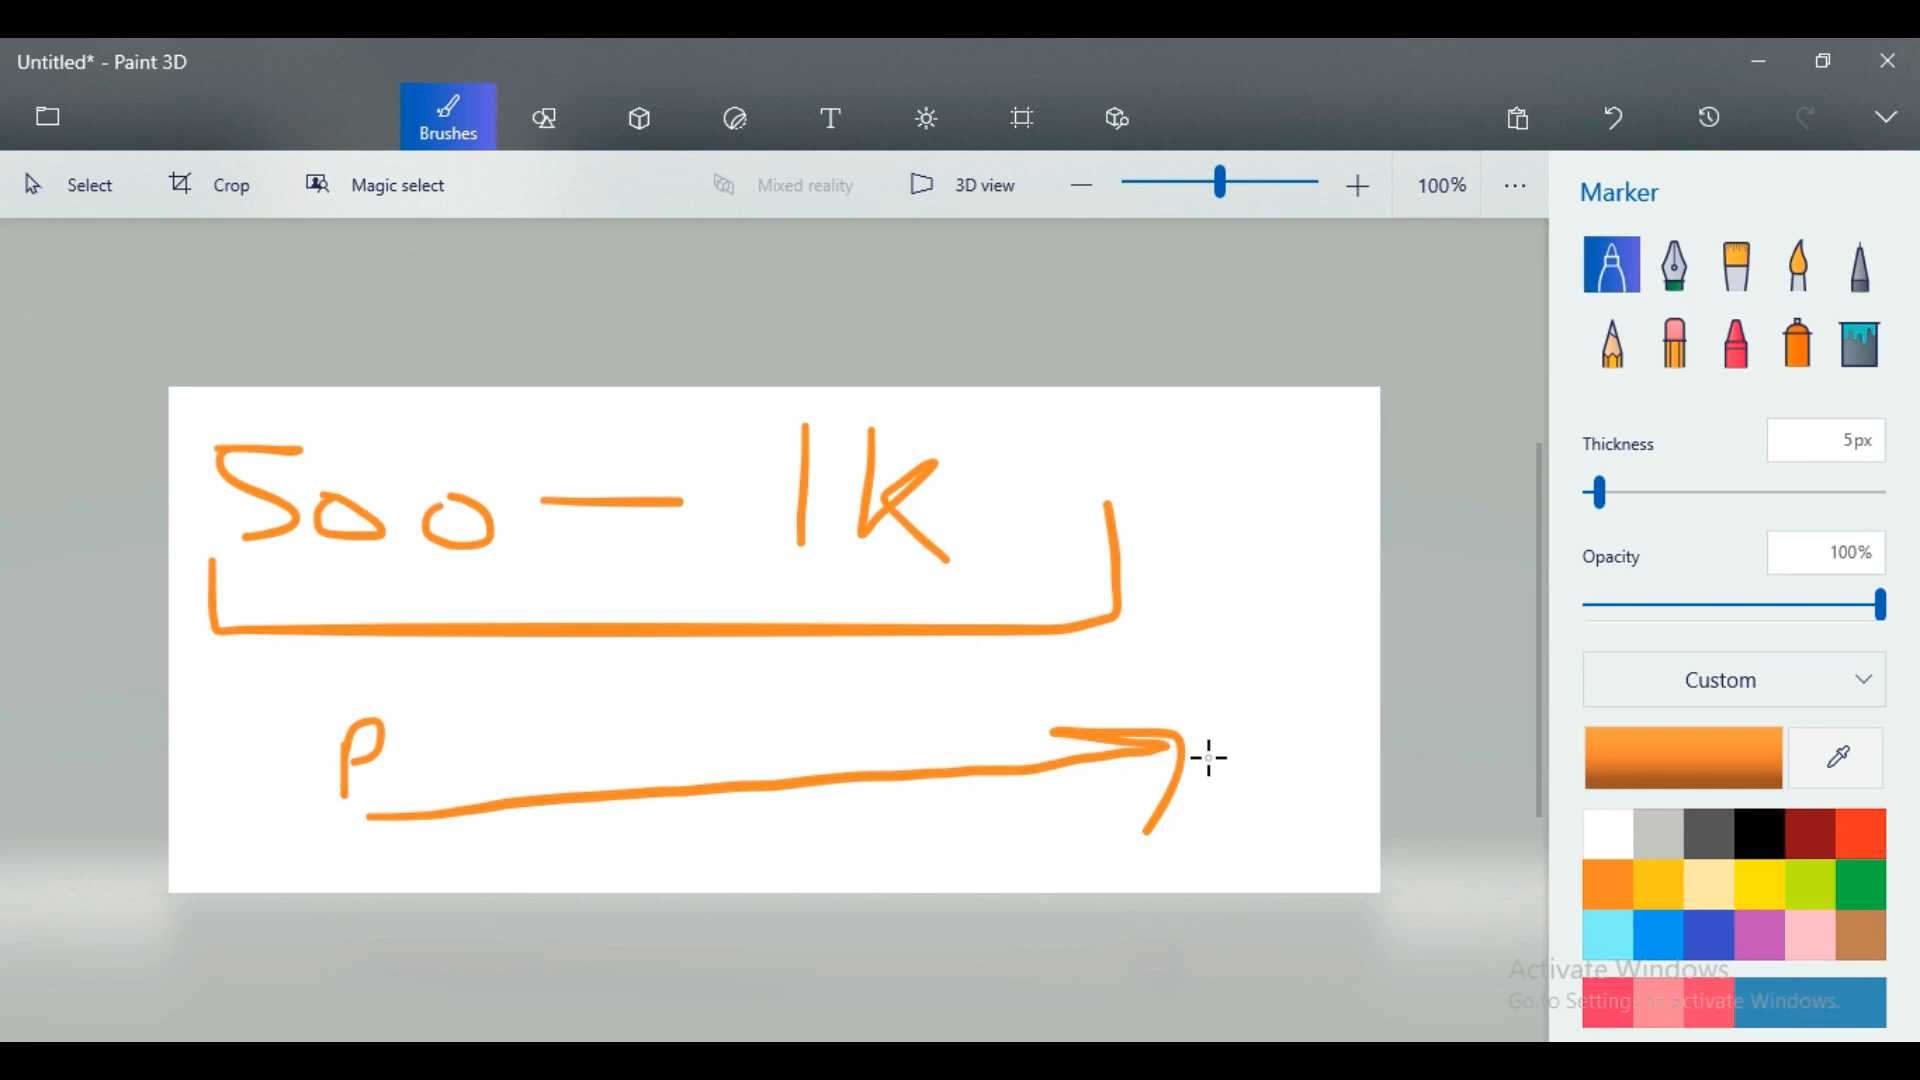 Untitled* - Paint 3D
Brushes
Select Crop Magic select Mixed reality 3D view 100% ...
Marker
Thickness 5px
Opacity 100%
Custom
500 — 1k
P
Activate Windows
Go to Settings to activate Windows.